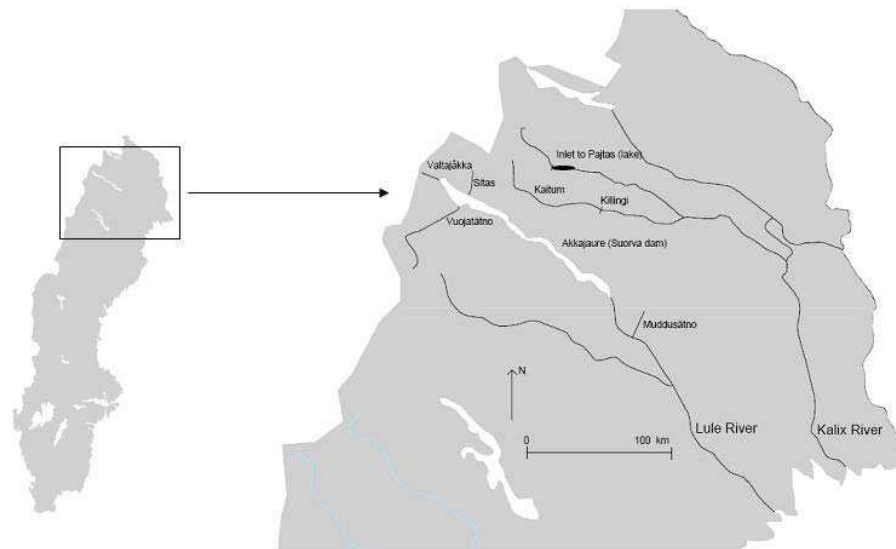 Inlet to Pajtas (lake)
Valtajåkka
Sitas
Kaitum
Killingi
Vuojatätno
Akkajaure (Suorva dam)
Muddusätno
N
Lule River
Kalix River
0 100 km